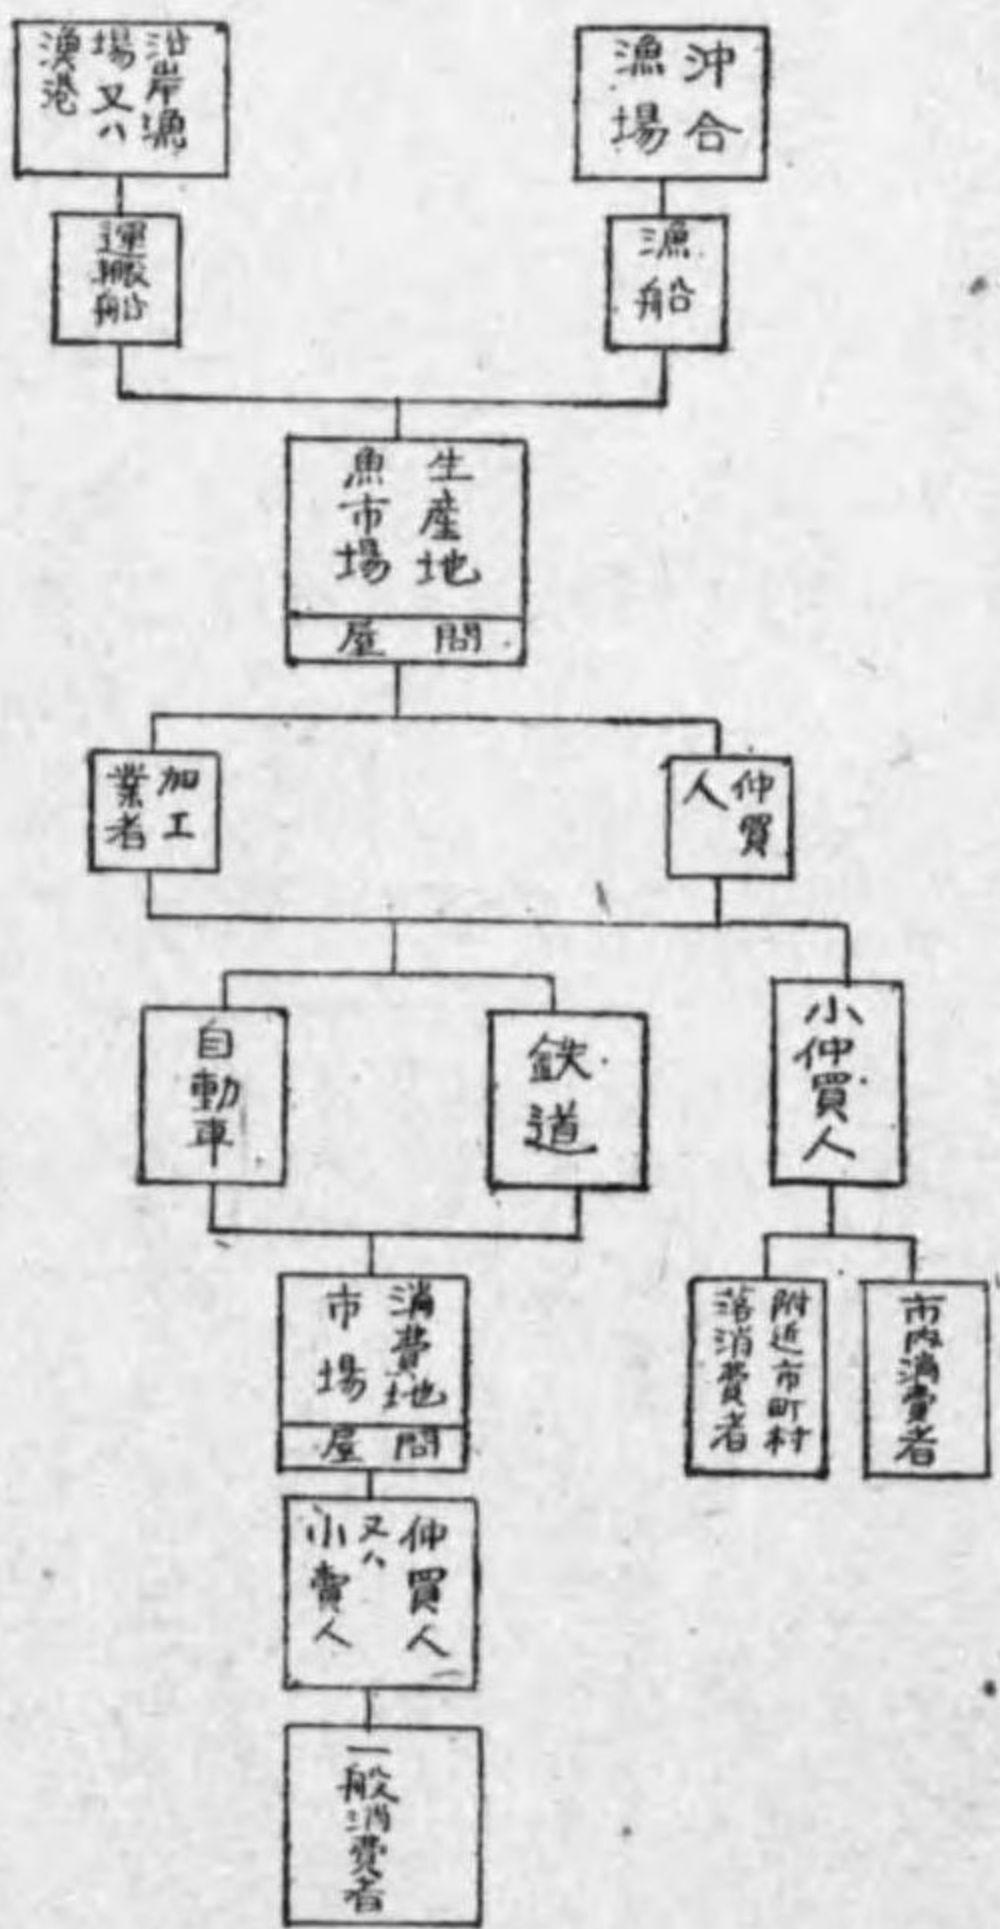 沖合
漁場
沿岸漁
場又ハ
漁港
漁船
運搬船
生産地
魚市場
問屋
仲買
人
加工
業者
小仲買人
鉄道
自動車
市内消費者
附近市町村
落消費者
消費地
市場
問屋
仲買人
又ハ
小賣人
一般消費者